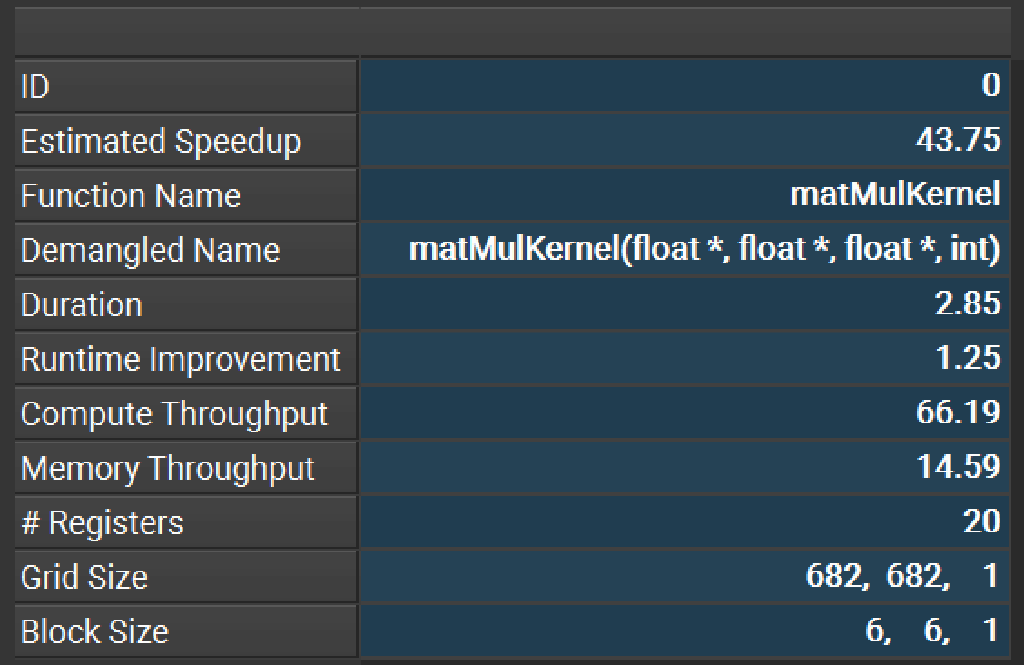 ID 0
Estimated Speedup 43.75
Function Name matMulKernel
Demangled Name matMulKernel(float *, float *, float *, int)
Duration 2.85
Runtime Improvement 1.25
Compute Throughput 66.19
Memory Throughput 14.59
# Registers 20
Grid Size 682, 682, 1
Block Size 6, 6, 1